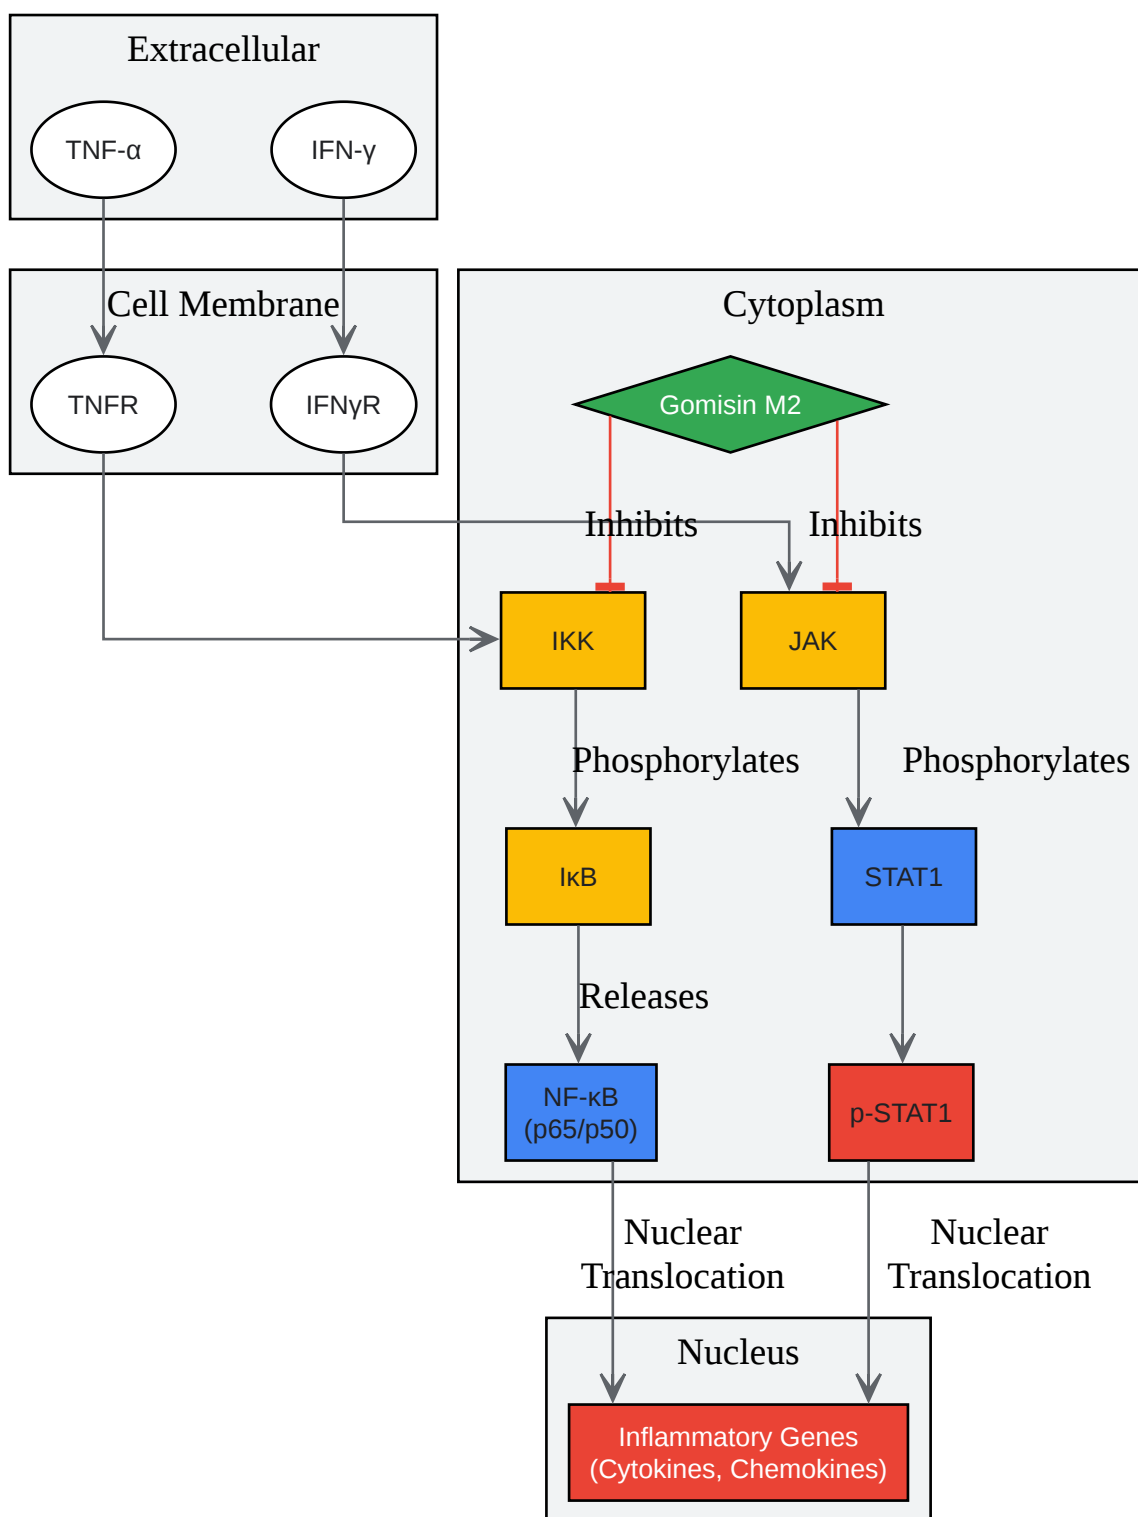 Extracellular
TNF-α
IFN-γ
Cell Membrane
TNFR
IFNγR
Cytoplasm
Gomisin M2
Inhibits
Inhibits
IKK
JAK
Phosphorylates
Phosphorylates
IκB
STAT1
Releases
NF-κB
(p65/p50)
p-STAT1
Nuclear
Translocation
Nuclear
Translocation
Nucleus
Inflammatory Genes
(Cytokines, Chemokines)